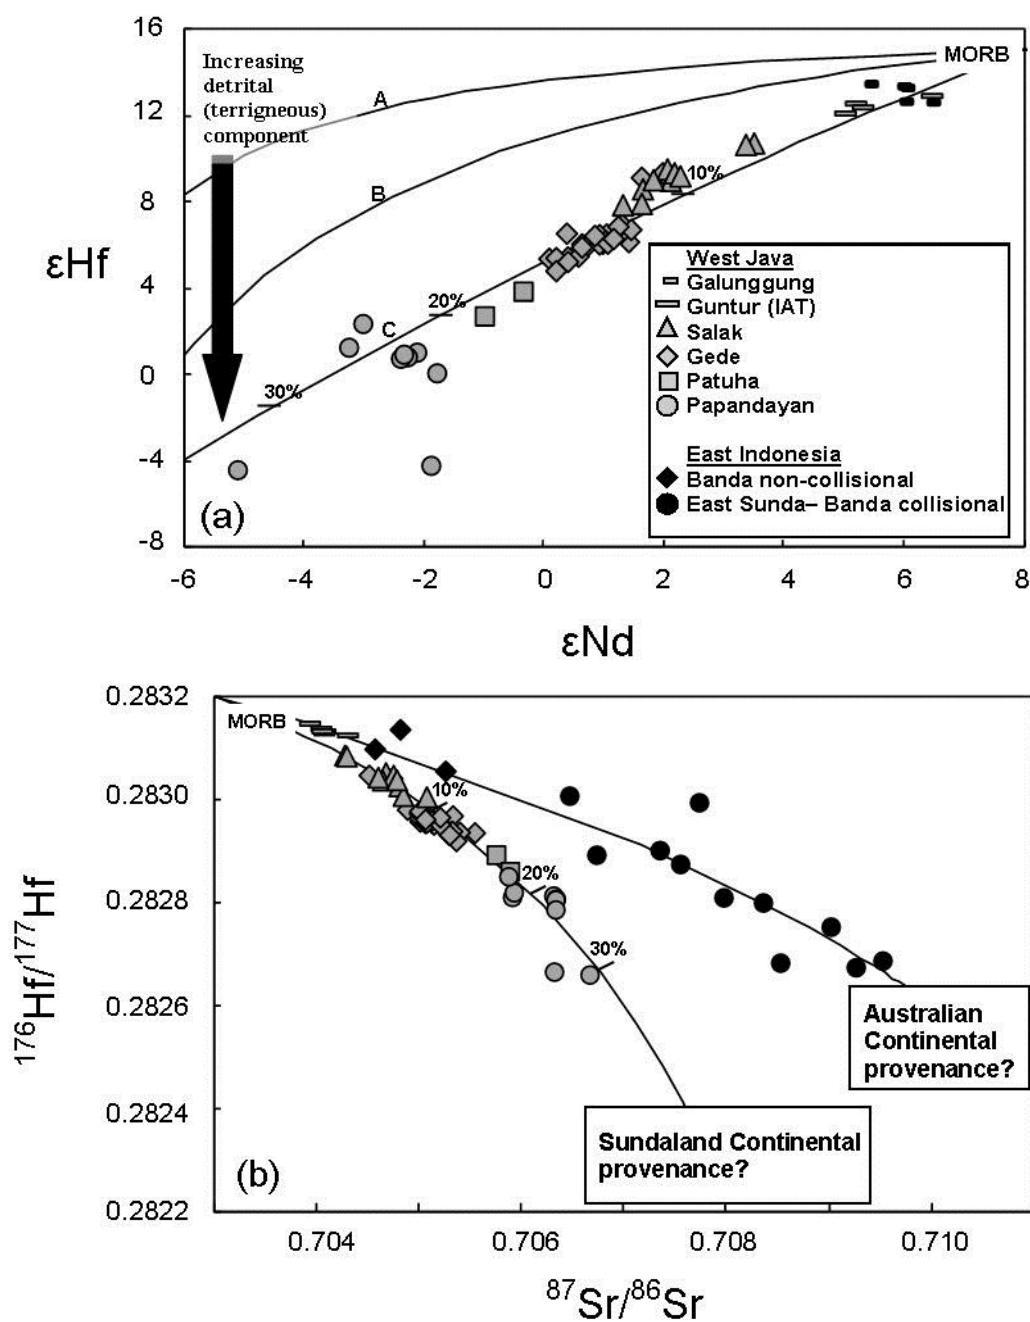 16
12
8
4
0
-4
-8
εHf
Increasing
detrital
(terrigneous)
component
A
B
C
MORB
10%
20%
30%
West Java
Galunggung
Guntur (IAT)
Salak
Gede
Patuha
Papandayan
East Indonesia
Banda non-collisional
East Sunda– Banda collisional
(a)
-6 -4 -2 0 2 4 6 8
εNd
0.2832
0.2830
0.2828
0.2826
0.2824
0.2822
¹⁷⁶Hf/¹⁷⁷Hf
MORB
10%
20%
30%
Australian
Continental
provenance?
Sundaland Continental
provenance?
(b)
0.704 0.706 0.708 0.710
⁸⁷Sr/⁸⁶Sr